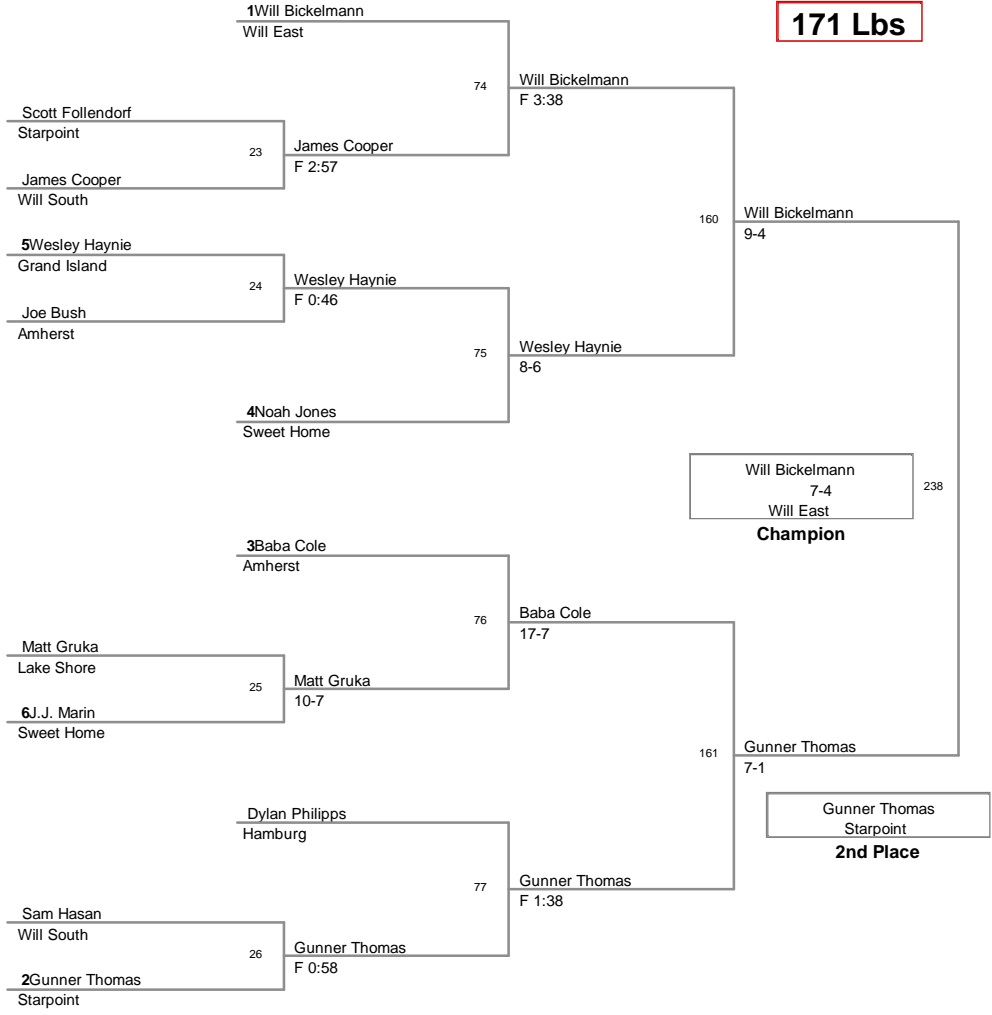 171 Lbs
1Will Bickelmann
Will East
74
Will Bickelmann
F 3:38
Scott Follendorf
Starpoint
23
James Cooper
F 2:57
James Cooper
Will South
160
Will Bickelmann
9-4
5Wesley Haynie
Grand Island
24
Wesley Haynie
F 0:46
Joe Bush
Amherst
75
Wesley Haynie
8-6
4Noah Jones
Sweet Home
Will Bickelmann
7-4
Will East
238
Champion
3Baba Cole
Amherst
76
Baba Cole
17-7
Matt Gruka
Lake Shore
25
Matt Gruka
10-7
6J.J. Marin
Sweet Home
161
Gunner Thomas
7-1
Gunner Thomas
Starpoint
2nd Place
Dylan Philipps
Hamburg
77
Gunner Thomas
F 1:38
Sam Hasan
Will South
26
Gunner Thomas
F 0:58
2Gunner Thomas
Starpoint